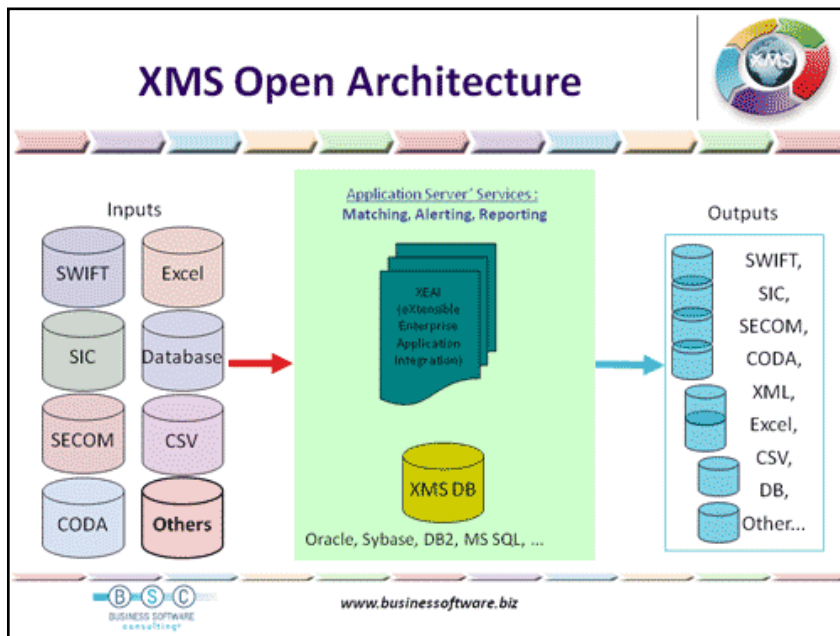 XMS Open Architecture
XMS
Inputs
SWIFT
Excel
SIC
Database
SECOM
CSV
CODA
Others
Application Server' Services :
Matching, Alerting, Reporting
XEAI
(eXtensible
Enterprise
Application
Integration)
XMS DB
Oracle, Sybase, DB2, MS SQL, ...
Outputs
SWIFT,
SIC,
SECOM,
CODA,
XML,
Excel,
CSV,
DB,
Other...
B S C
BUSINESS SOFTWARE
consulting
www.businessoftware.biz